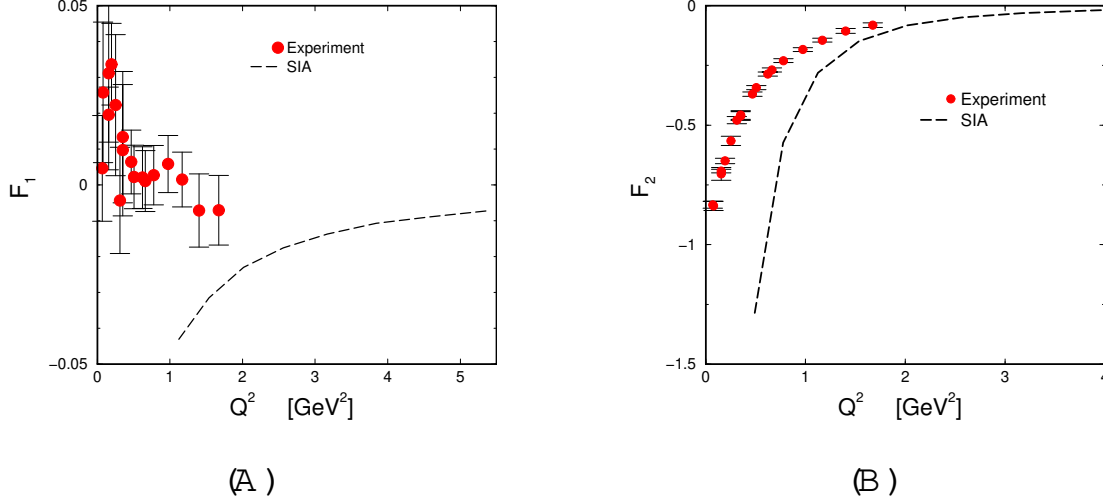 0.05
0
−0.05
F1
Experiment
SIA
0 1 2 3 4 5
Q² [GeV²]
(A)
0
−0.5
−1
−1.5
F2
Experiment
SIA
0 1 2 3 4
Q² [GeV²]
(B)